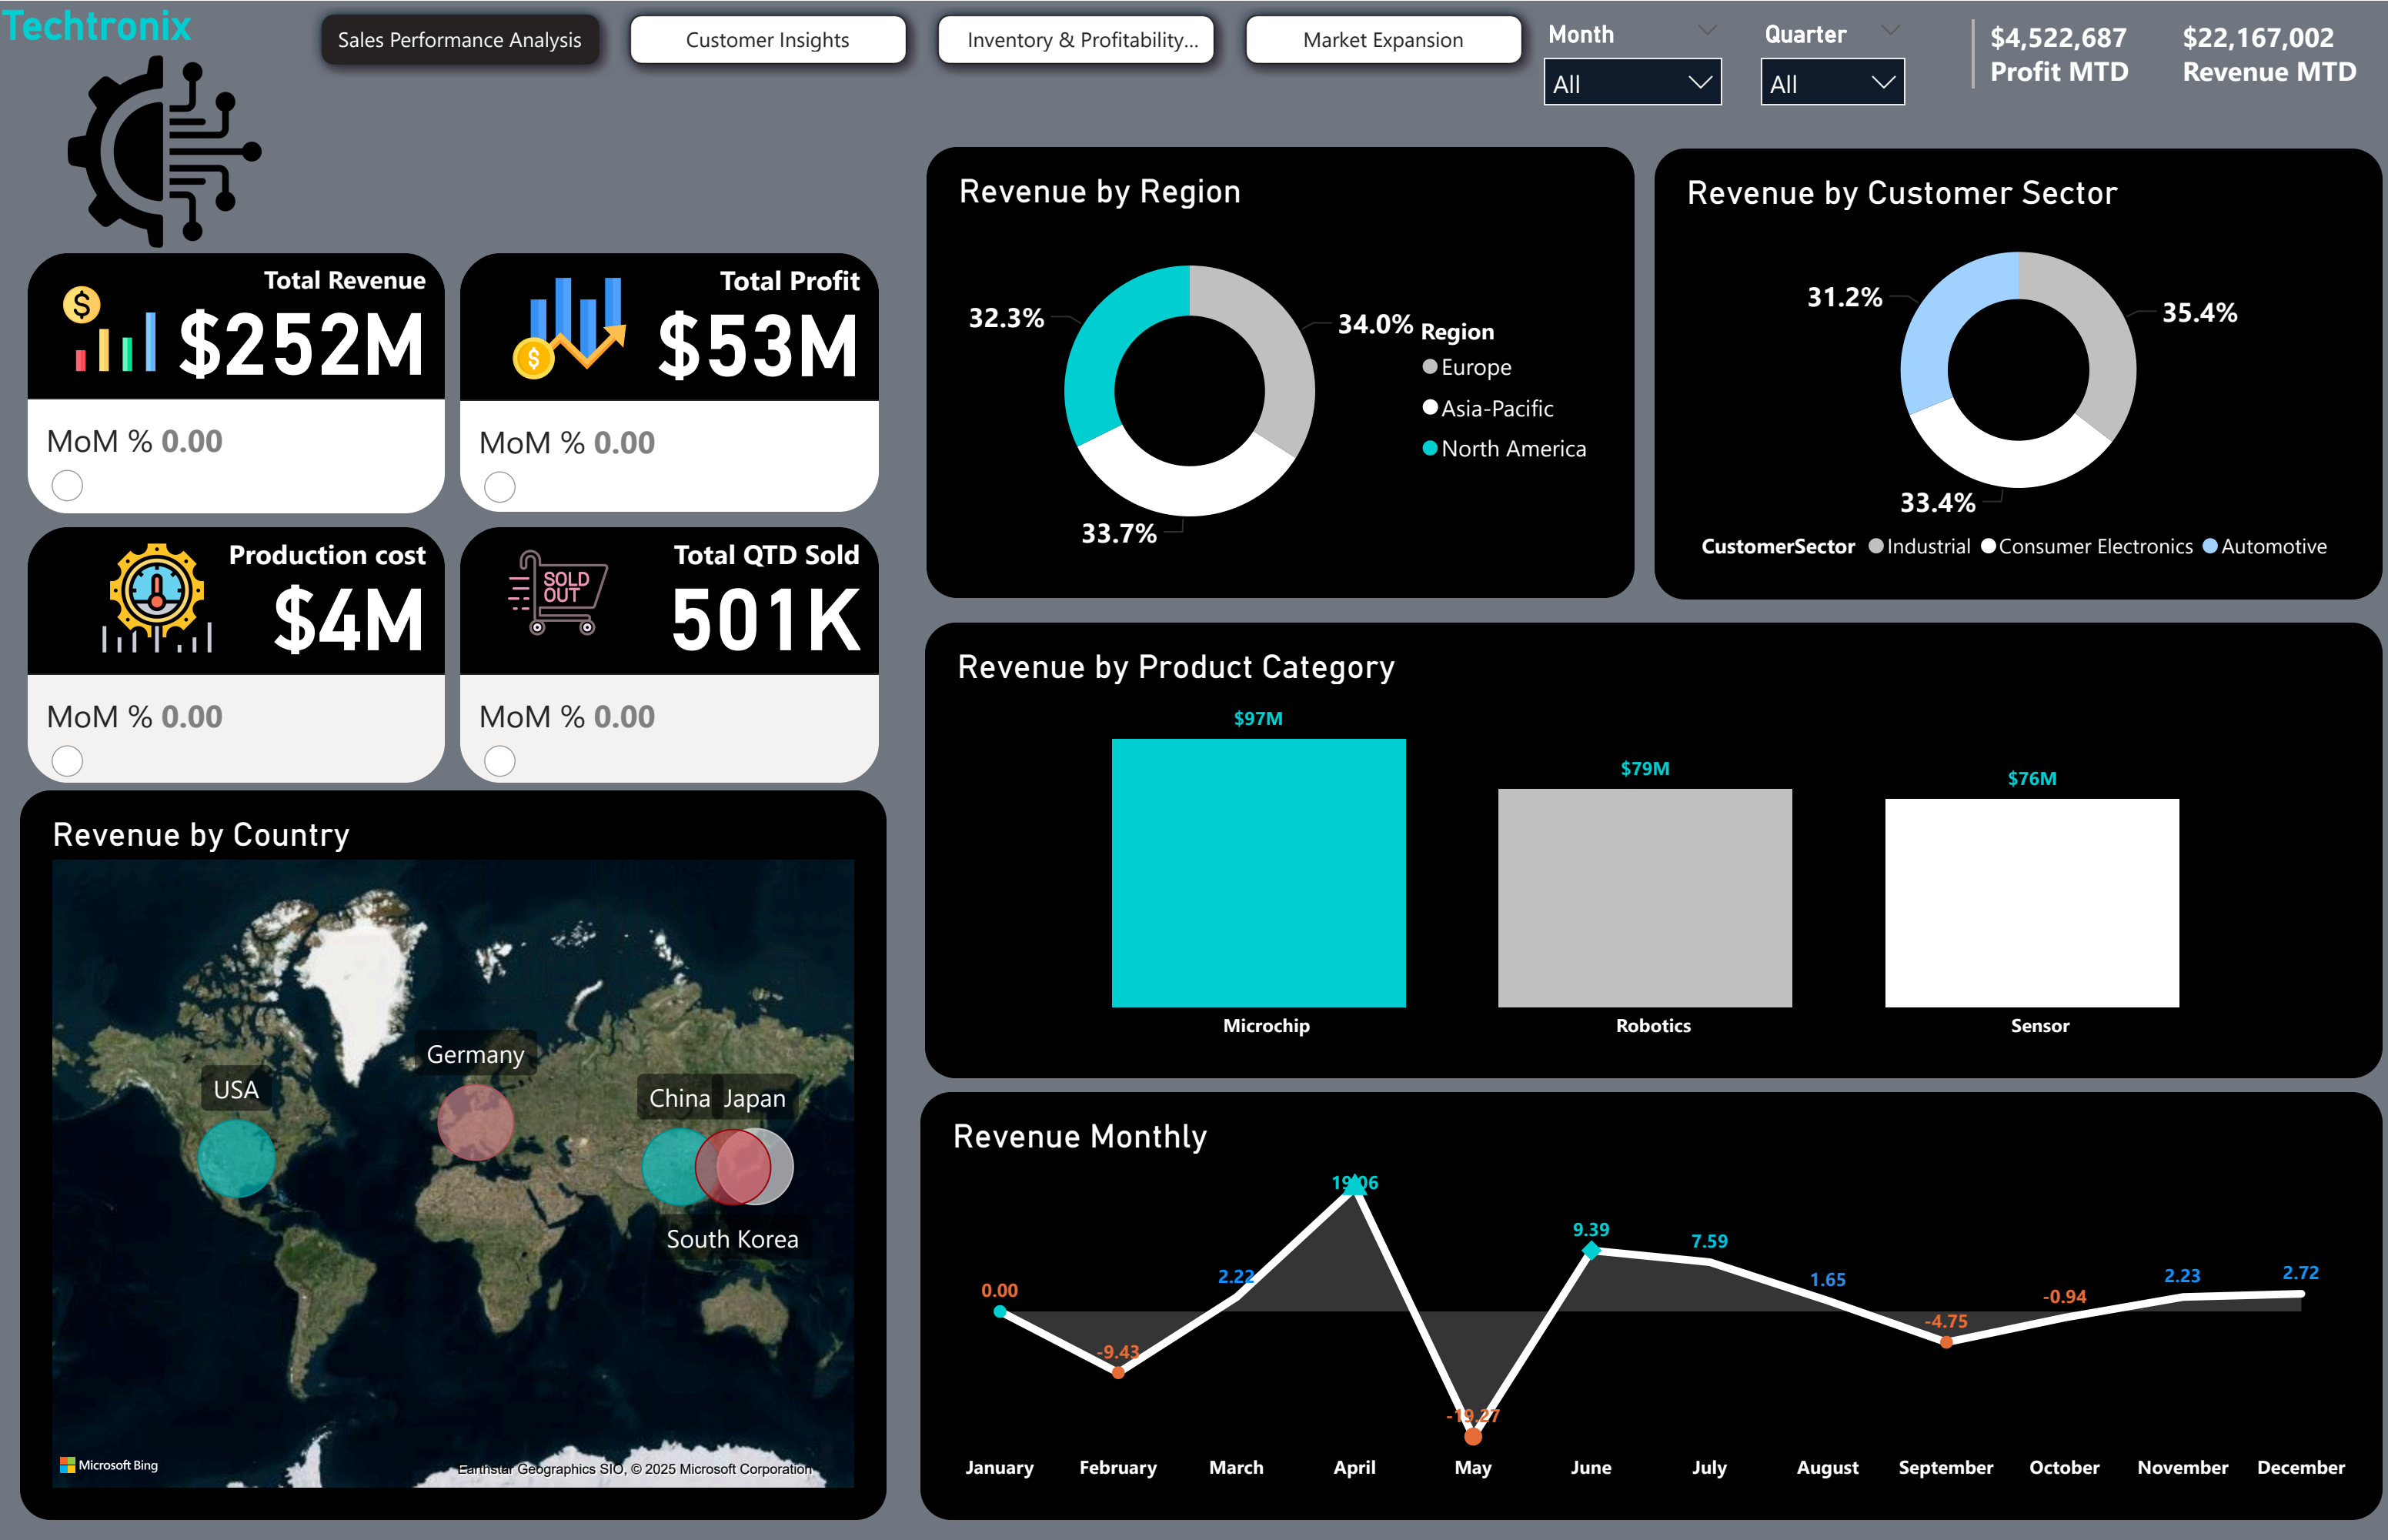 Techtronix
Sales Performance Analysis
Customer Insights
Inventory & Profitability...
Market Expansion
Month
All
Quarter
All
$4,522,687
Profit MTD
$22,167,002
Revenue MTD
Total Revenue
$252M
MoM % 0.00
Total Profit
$53M
MoM % 0.00
Production cost
$4M
MoM % 0.00
SOLD
OUT
Total QTD Sold
501K
MoM % 0.00
Revenue by Region
32.3%
34.0%
33.7%
Region
Europe
Asia-Pacific
North America
Revenue by Customer Sector
31.2%
35.4%
33.4%
CustomerSector Industrial Consumer Electronics Automotive
Revenue by Product Category
$97M
$79M
$76M
Microchip Robotics Sensor
Revenue by Country
USA
Germany
China Japan
South Korea
Microsoft Bing
Earthstar Geographics SIO, © 2025 Microsoft Corporation
Revenue Monthly
0.00
-9.43
2.22
19.06
-19.27
9.39
7.59
1.65
-4.75
-0.94
2.23
2.72
January February March April May June July August September October November December